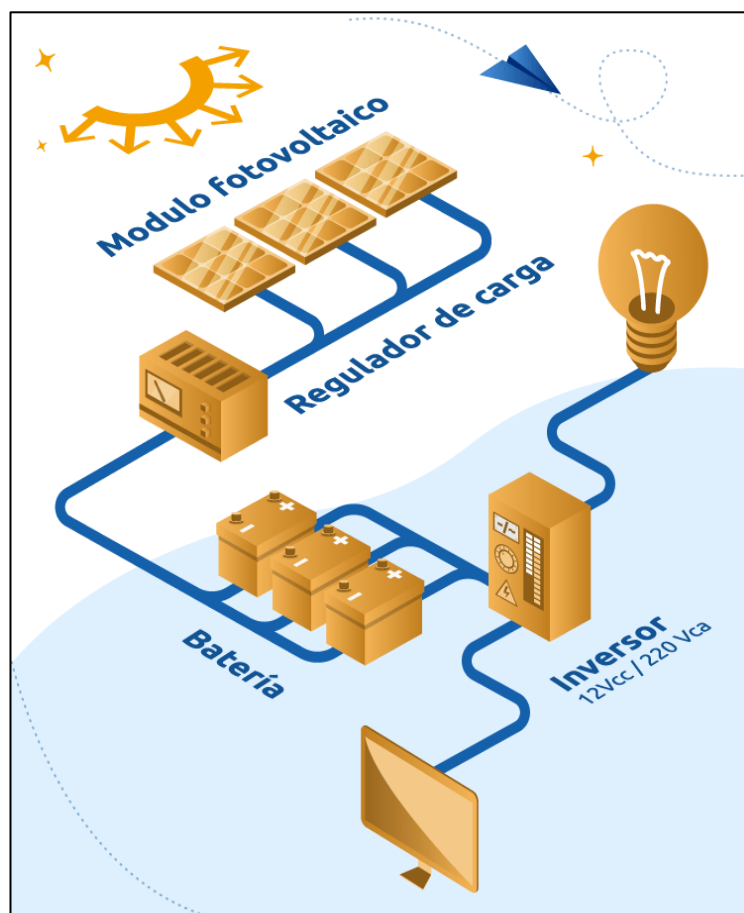 Modulo fotovoltaico
Regulador de carga
Batería
Inversor
12Vcc / 220 Vca